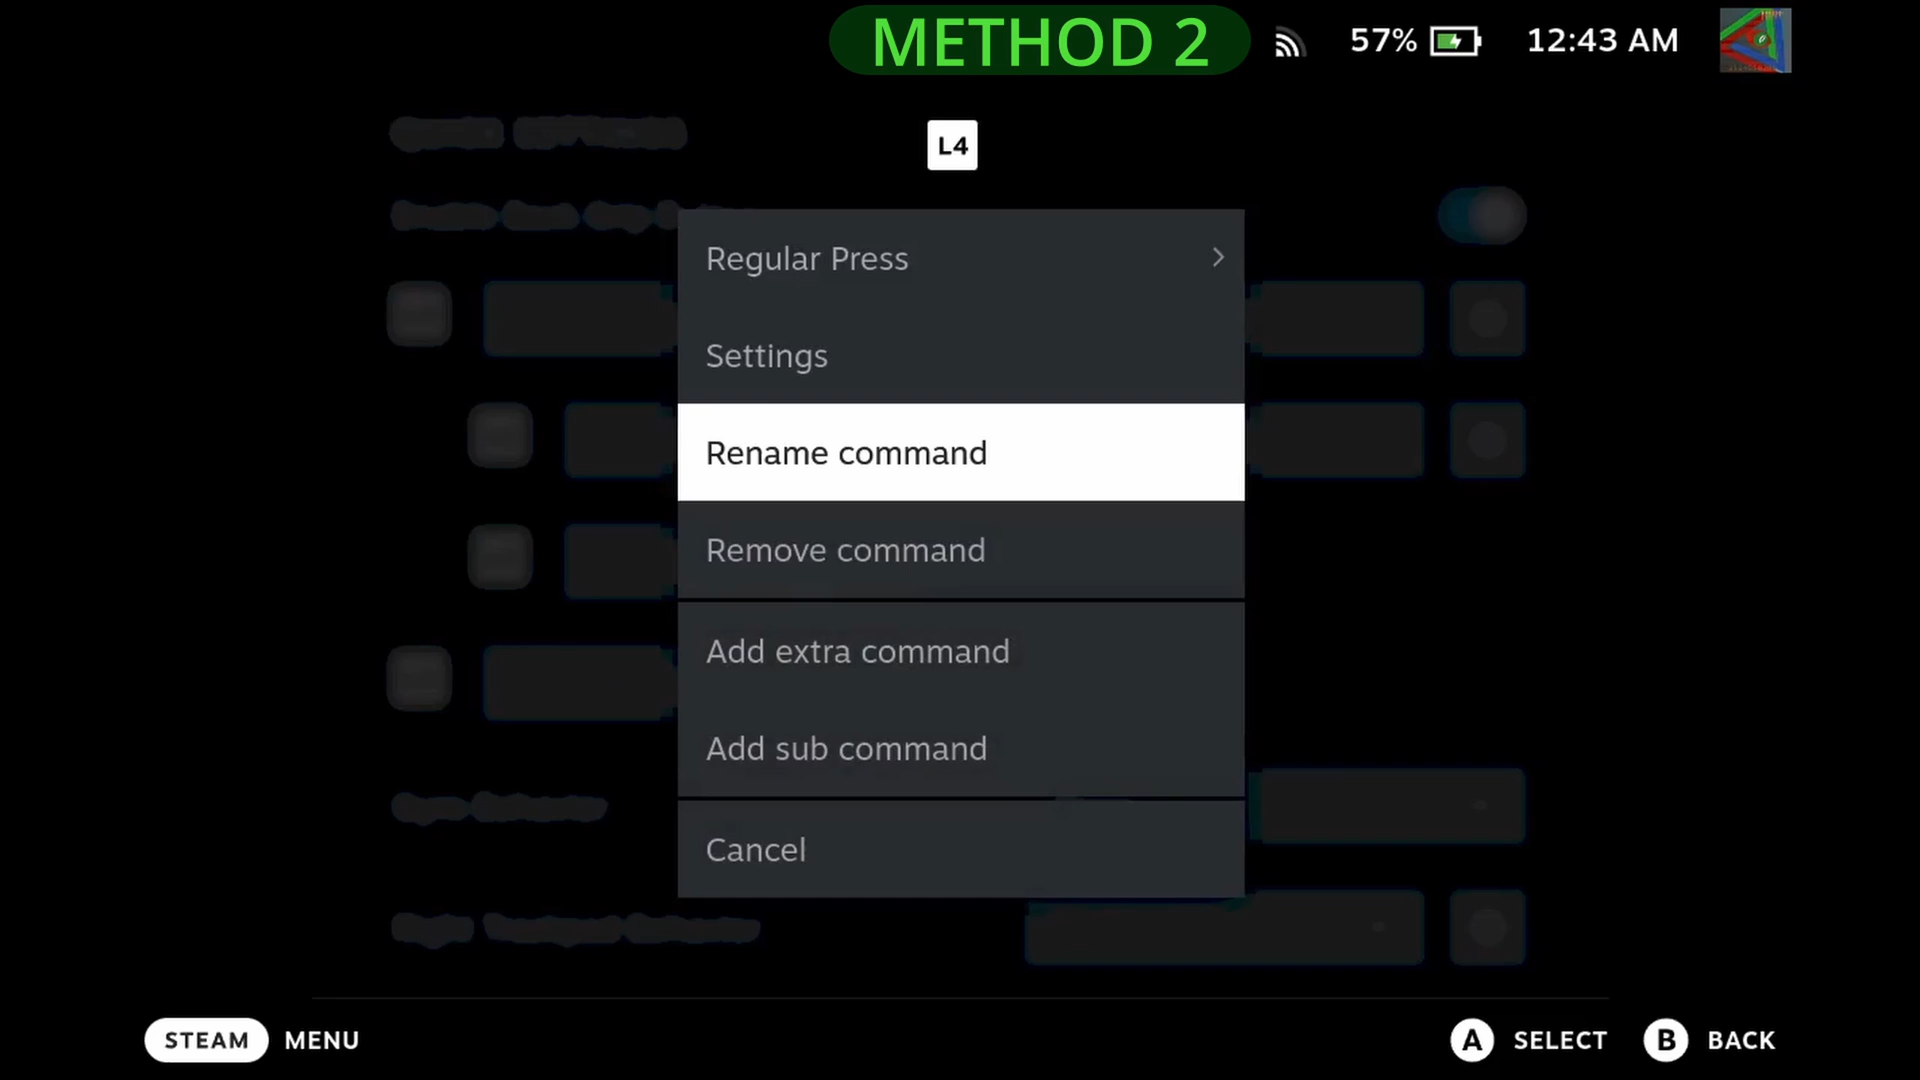 METHOD 2
57%
12:43 AM
L4
Regular Press
Settings
Rename command
Remove command
Add extra command
Add sub command
Cancel
STEAM MENU
A SELECT B BACK